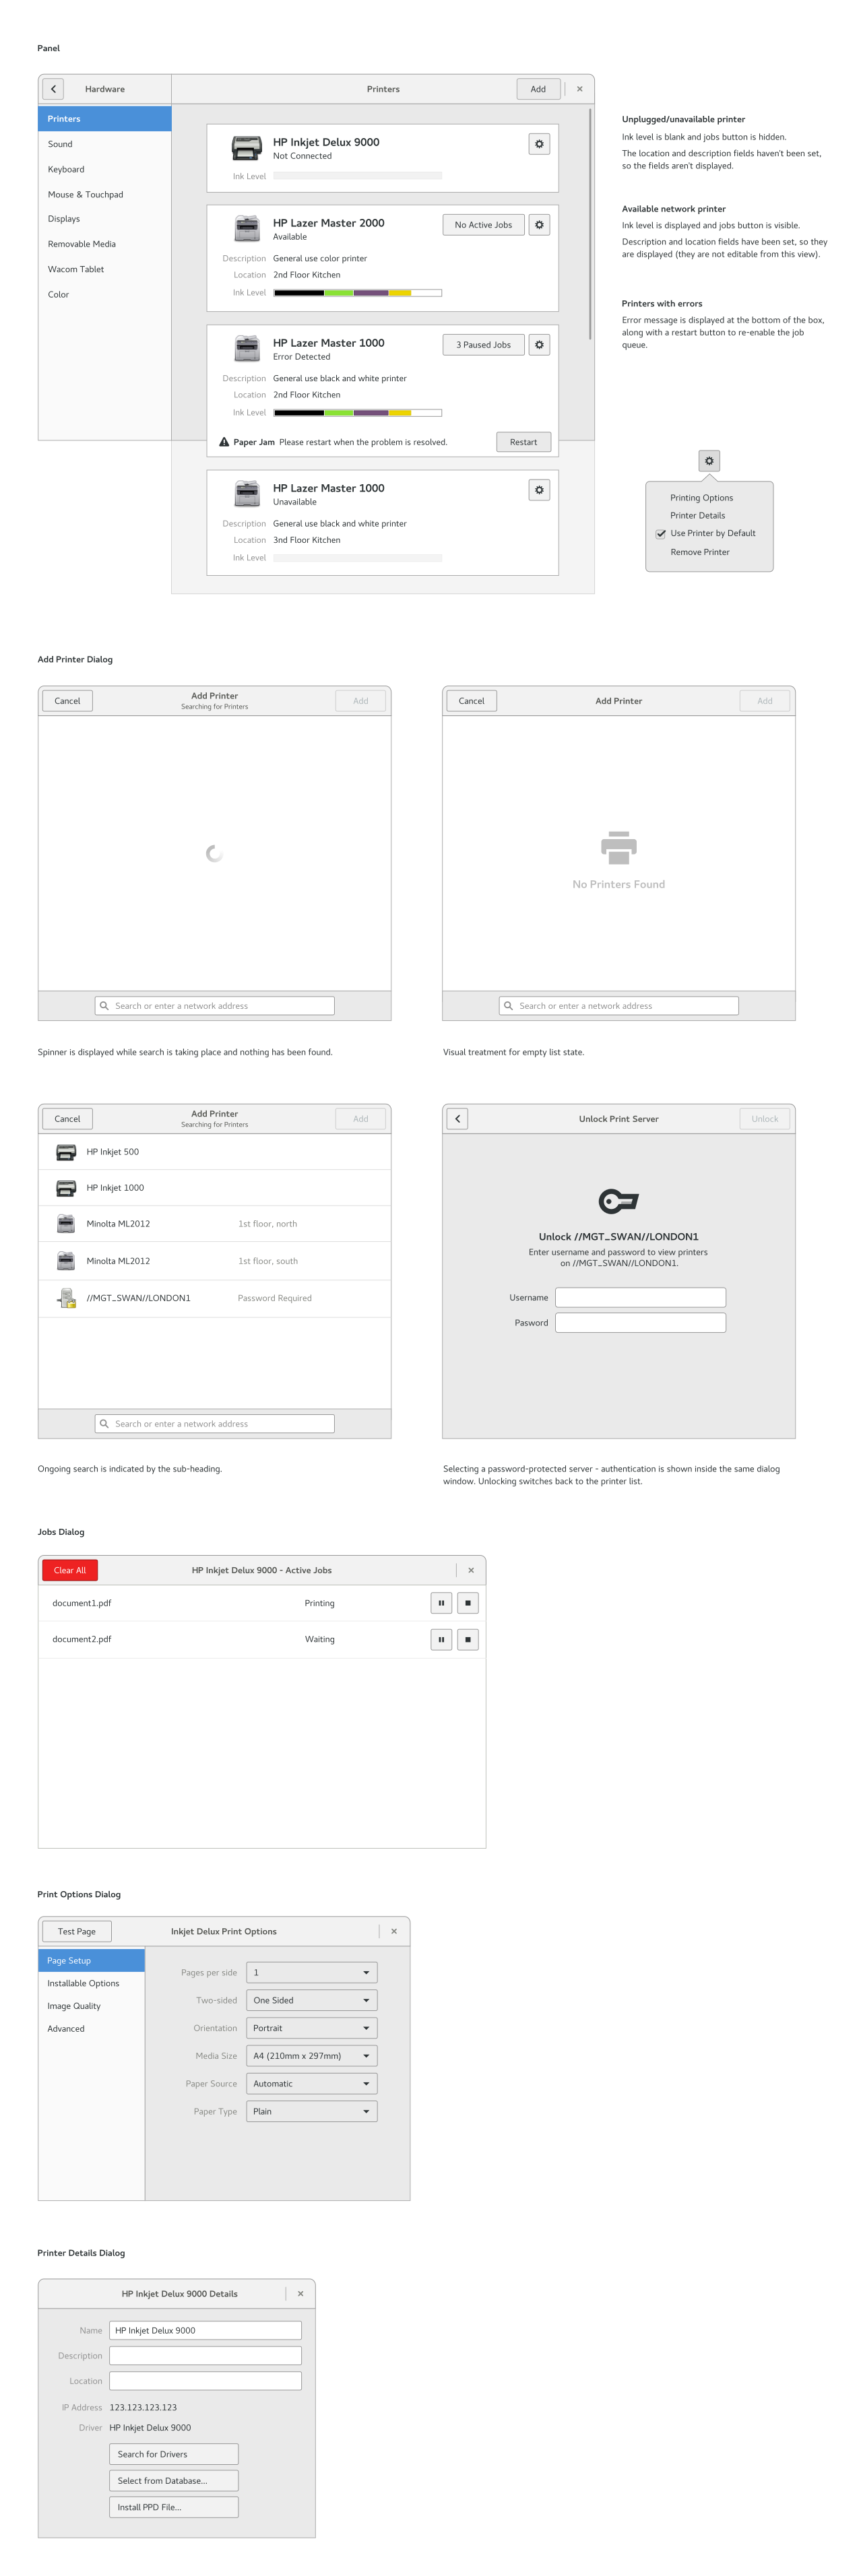 Panel
Hardware
Printers
Add
Printers
Sound
Keyboard
Mouse & Touchpad
Displays
Removable Media
Wacom Tablet
Color
HP Inkjet Delux 9000
Not Connected
Ink Level
HP Lazer Master 2000
Available
No Active Jobs
Description General use color printer
Location 2nd Floor Kitchen
Ink Level
HP Lazer Master 1000
Error Detected
3 Paused Jobs
Description General use black and white printer
Location 2nd Floor Kitchen
Ink Level
Paper Jam Please restart when the problem is resolved.
Restart
HP Lazer Master 1000
Unavailable
Description General use black and white printer
Location 3nd Floor Kitchen
Ink Level
Unplugged/unavailable printer
Ink level is blank and jobs button is hidden.
The location and description fields haven't been set,
so the fields aren't displayed.
Available network printer
Ink level is displayed and jobs button is visible.
Description and location fields have been set, so they
are displayed (they are not editable from this view).
Printers with errors
Error message is displayed at the bottom of the box,
along with a restart button to re-enable the job
queue.
Printing Options
Printer Details
Use Printer by Default
Remove Printer
Add Printer Dialog
Cancel
Add Printer
Searching for Printers
Add
Search or enter a network address
Spinner is displayed while search is taking place and nothing has been found.
Cancel
Add Printer
Add
No Printers Found
Search or enter a network address
Visual treatment for empty list state.
Cancel
Add Printer
Searching for Printers
Add
HP Inkjet 500
HP Inkjet 1000
Minolta ML2012 1st floor, north
Minolta ML2012 1st floor, south
//MGT_SWAN//LONDON1 Password Required
Search or enter a network address
Ongoing search is indicated by the sub-heading.
Unlock Print Server
Unlock
Unlock //MGT_SWAN//LONDON1
Enter username and password to view printers
on //MGT_SWAN//LONDON1.
Username
Pasword
Selecting a password-protected server - authentication is shown inside the same dialog
window. Unlocking switches back to the printer list.
Jobs Dialog
Clear All
HP Inkjet Delux 9000 - Active Jobs
document1.pdf Printing
document2.pdf Waiting
Print Options Dialog
Test Page
Inkjet Delux Print Options
Page Setup
Installable Options
Image Quality
Advanced
Pages per side 1
Two-sided One Sided
Orientation Portrait
Media Size A4 (210mm x 297mm)
Paper Source Automatic
Paper Type Plain
Printer Details Dialog
HP Inkjet Delux 9000 Details
Name HP Inkjet Delux 9000
Description
Location
IP Address 123.123.123.123
Driver HP Inkjet Delux 9000
Search for Drivers
Select from Database...
Install PPD File...